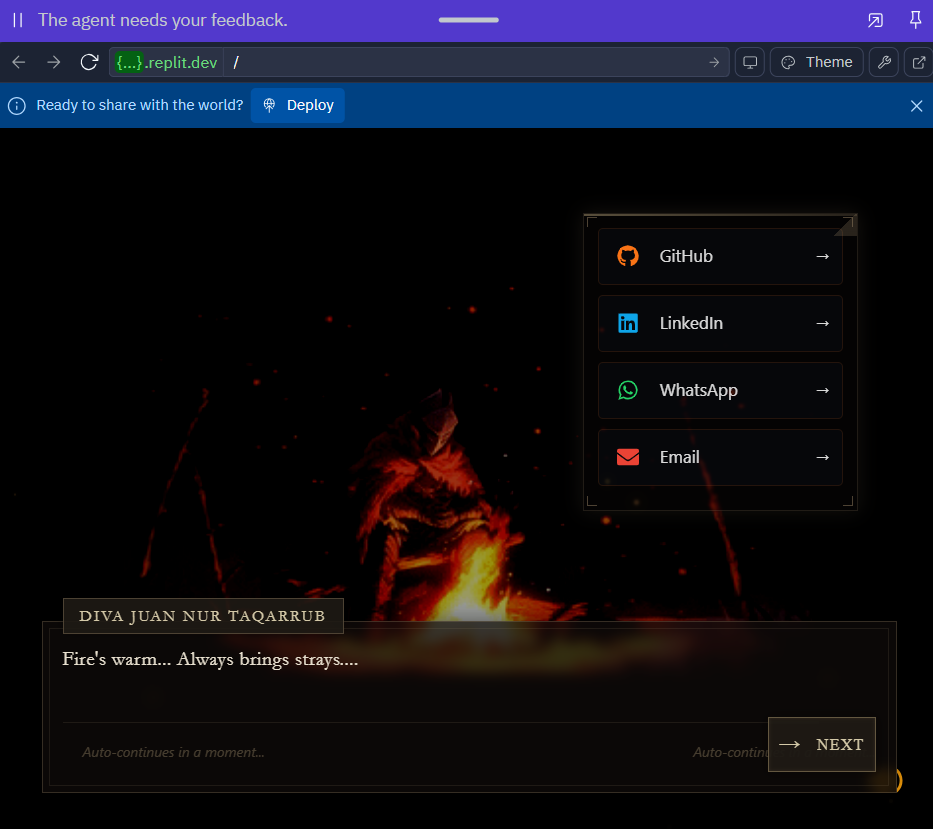 The agent needs your feedback.
{...}.replit.dev /
Theme
Ready to share with the world?
Deploy
GitHub →
LinkedIn →
WhatsApp →
Email →
DIVA JUAN NUR TAQARRUB
Fire's warm... Always brings strays....
Auto-continues in a moment...
Auto-contin
→ NEXT